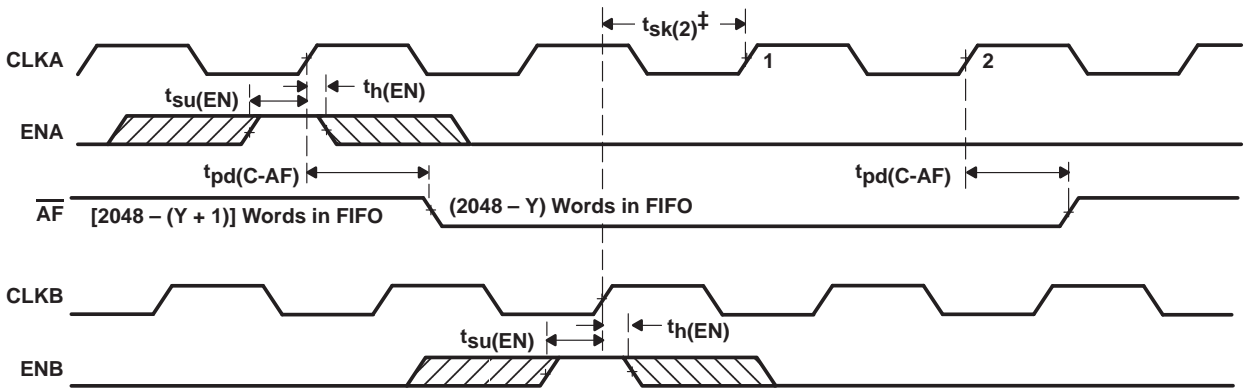 tsk(2)‡
CLKA
1
2
tsu(EN)
th(EN)
ENA
tpd(C-AF)
tpd(C-AF)
AF
[2048 – (Y + 1)] Words in FIFO
(2048 – Y) Words in FIFO
CLKB
tsu(EN)
th(EN)
ENB